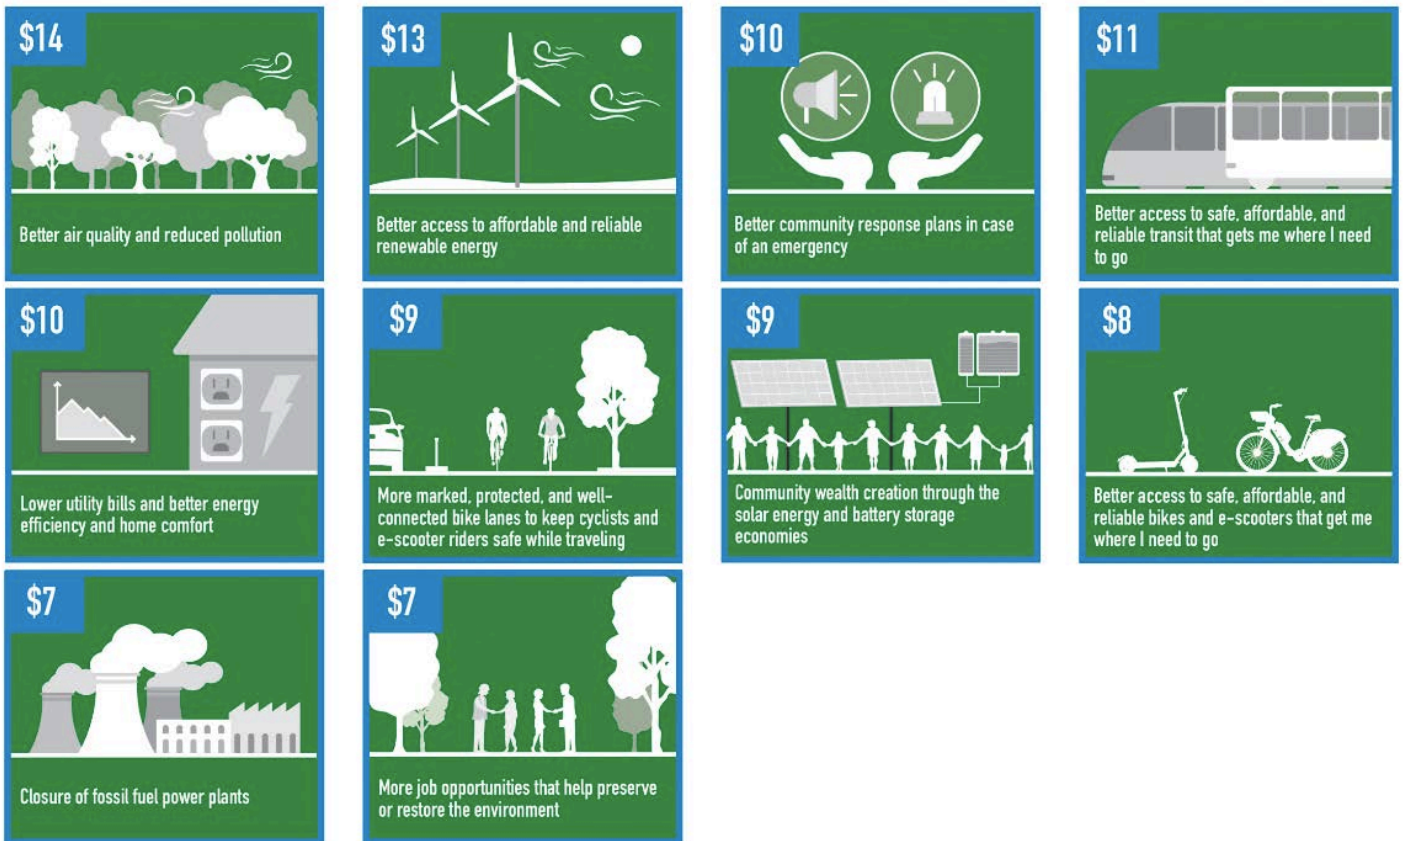 $14
Better air quality and reduced pollution
$13
Better access to affordable and reliable
renewable energy
$10
Better community response plans in case
of an emergency
$11
Better access to safe, affordable, and
reliable transit that gets me where I need
to go
$10
Lower utility bills and better energy
efficiency and home comfort
$9
More marked, protected, and well-
connected bike lanes to keep cyclists and
e-scooter riders safe while traveling
$9
Community wealth creation through the
solar energy and battery storage
economies
$8
Better access to safe, affordable, and
reliable bikes and e-scooters that get me
where I need to go
$7
Closure of fossil fuel power plants
$7
More job opportunities that help preserve
or restore the environment